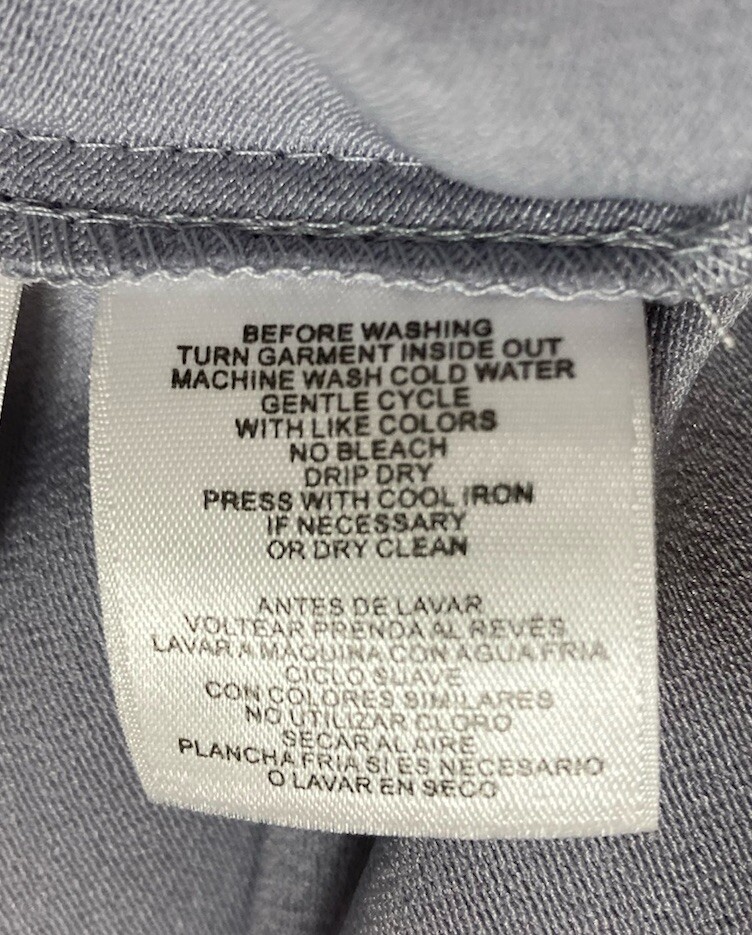 BEFORE WASHING
TURN GARMENT INSIDE OUT
MACHINE WASH COLD WATER
GENTLE CYCLE
WITH LIKE COLORS
NO BLEACH
DRIP DRY
PRESS WITH COOL IRON
IF NECESSARY
OR DRY CLEAN
ANTES DE LAVAR
VOLTEAR PRENDA AL REVÉS
LAVAR A MAQUINA CON AGUA FRIA
CICLO SUAVE
CON COLORES SIMILARES
NO UTILIZAR CLORO
SECAR AL AIRE
PLANCHA FRIA SI ES NECESARIO
O LAVAR EN SECO